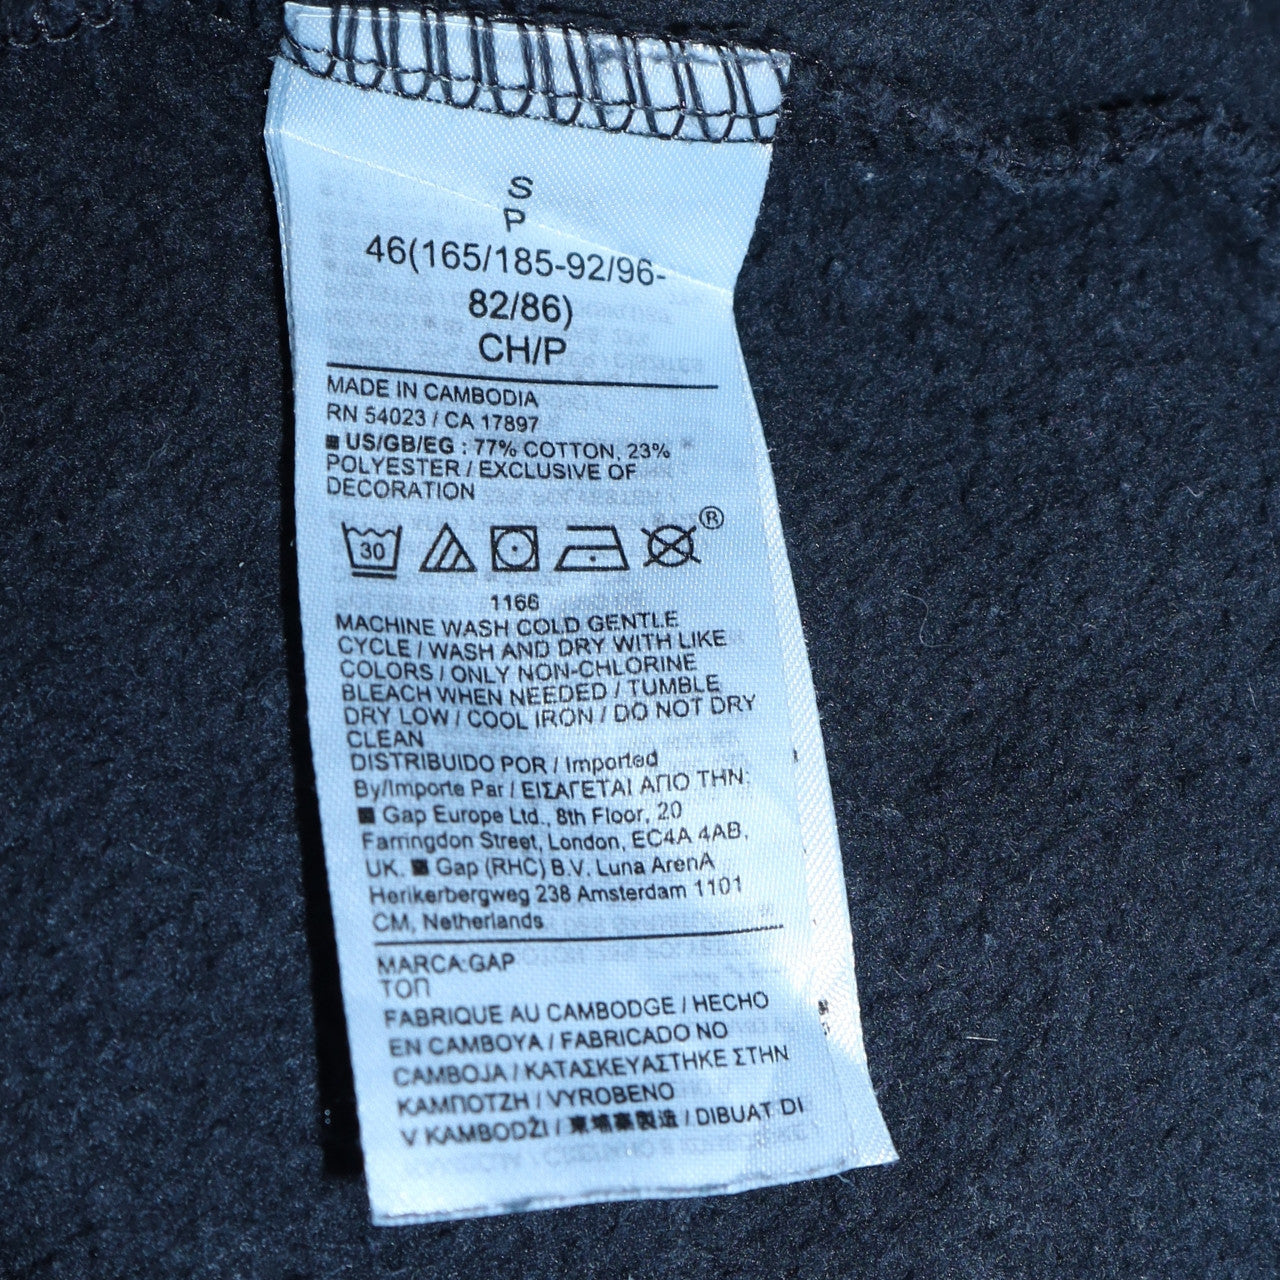 S
P
46(165/185-92/96-
82/86)
CH/P
MADE IN CAMBODIA
RN 54023 / CA 17897
■ US/GB/EG : 77% COTTON, 23%
POLYESTER / EXCLUSIVE OF
DECORATION
30
®
1166
MACHINE WASH COLD GENTLE
CYCLE / WASH AND DRY WITH LIKE
COLORS / ONLY NON-CHLORINE
BLEACH WHEN NEEDED / TUMBLE
DRY LOW / COOL IRON / DO NOT DRY
CLEAN
DISTRIBUIDO POR / Imported
By/Importe Par / ΕΙΣΑΓΕΤΑΙ ΑΠΟ ΤΗΝ:
■ Gap Europe Ltd., 8th Floor, 20
Farringdon Street, London, EC4A 4AB,
UK. ■ Gap (RHC) B.V. Luna ArenA
Herikerbergweg 238 Amsterdam 1101
CM, Netherlands
MARCA:GAP
ТОП
FABRIQUE AU CAMBODGE / HECHO
EN CAMBOYA / FABRICADO NO
CAMBOJA / ΚΑΤΑΣΚΕΥΑΣΤΗΚΕ ΣΤΗΝ
ΚΑΜΠΟΤΖΗ / VYROBENO
V KAMBODŽI / 東埔寨製造 / DIBUAT DI